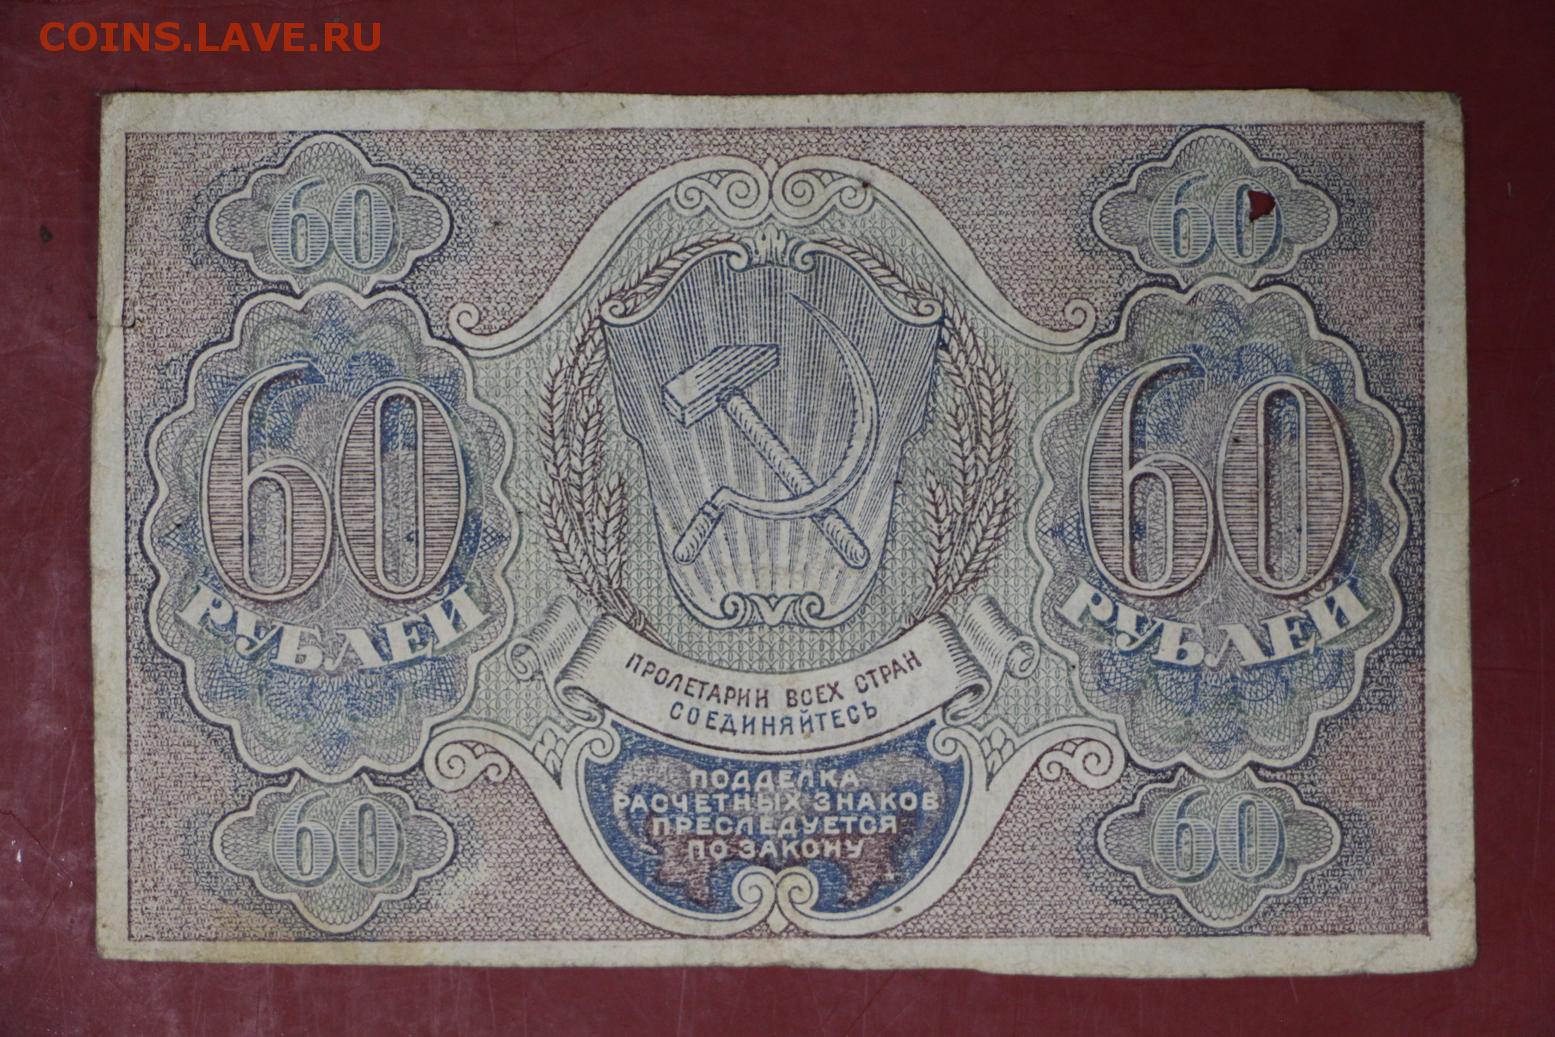 COINS.LAVE.RU
60 60
60 60
РУБЛЕЙ РУБЛЕЙ
ПРОЛЕТАРИИ ВСЕХ СТРАН
СОЕДИНЯЙТЕСЬ
ПОДДЕЛКА
РАСЧЕТНЫХ ЗНАКОВ
ПРЕСЛЕДУЕТСЯ
ПО ЗАКОНУ
60 60